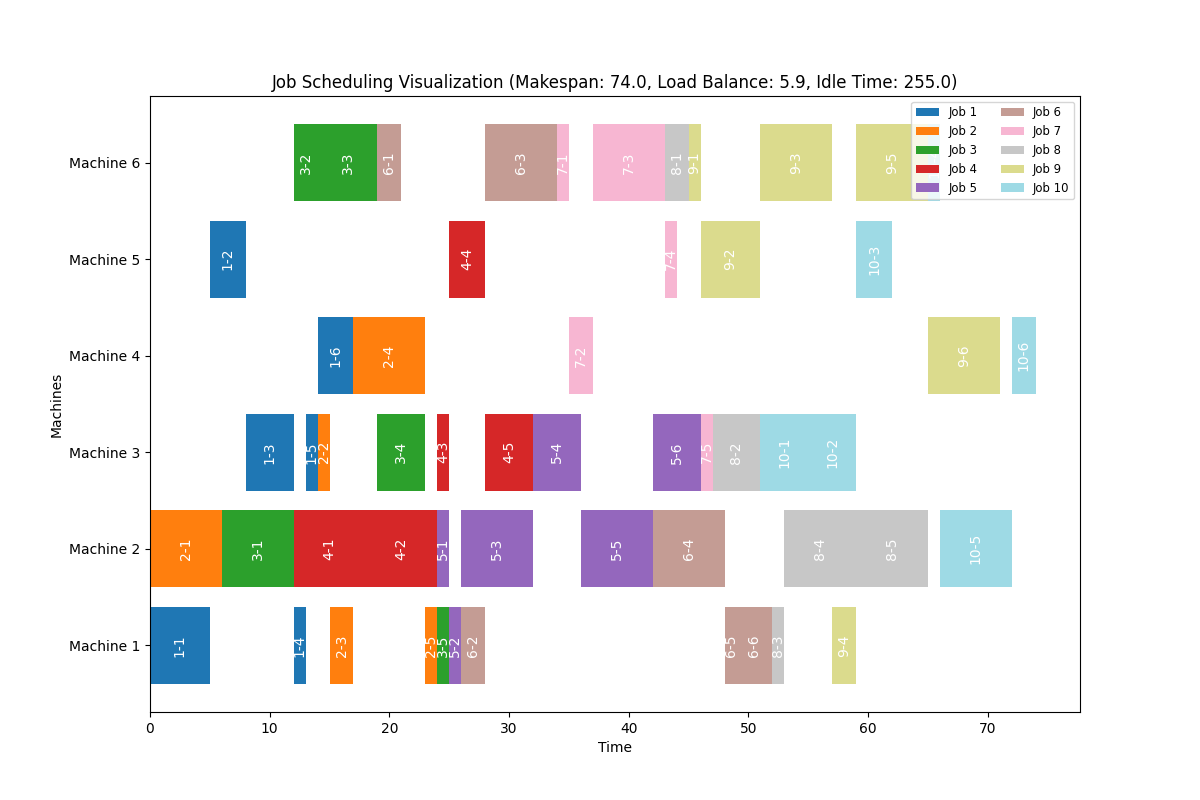 Job Scheduling Visualization (Makespan: 74.0, Load Balance: 5.9, Idle Time: 255.0)
Job 1 Job 6
Job 2 Job 7
Job 3 Job 8
Job 4 Job 9
Job 5 Job 10
Machine 6
3-2 3-3 6-1 6-3 7-1 7-3 8-1 9-1 9-3 9-5
Machine 5
1-2 4-4 7-4 9-2 10-3
Machine 4
1-6 2-4 7-2 9-6 10-6
Machine 3
1-3 1-5 2-2 3-4 4-3 4-5 5-4 5-6 7-5 8-2 10-1 10-2
Machine 2
2-1 3-1 4-1 4-2 5-1 5-3 5-5 6-4 8-4 8-5 10-5
Machine 1
1-1 1-4 2-3 2-5 3-5 5-2 6-2 6-5 6-6 8-3 9-4
Machines
0 10 20 30 40 50 60 70
Time